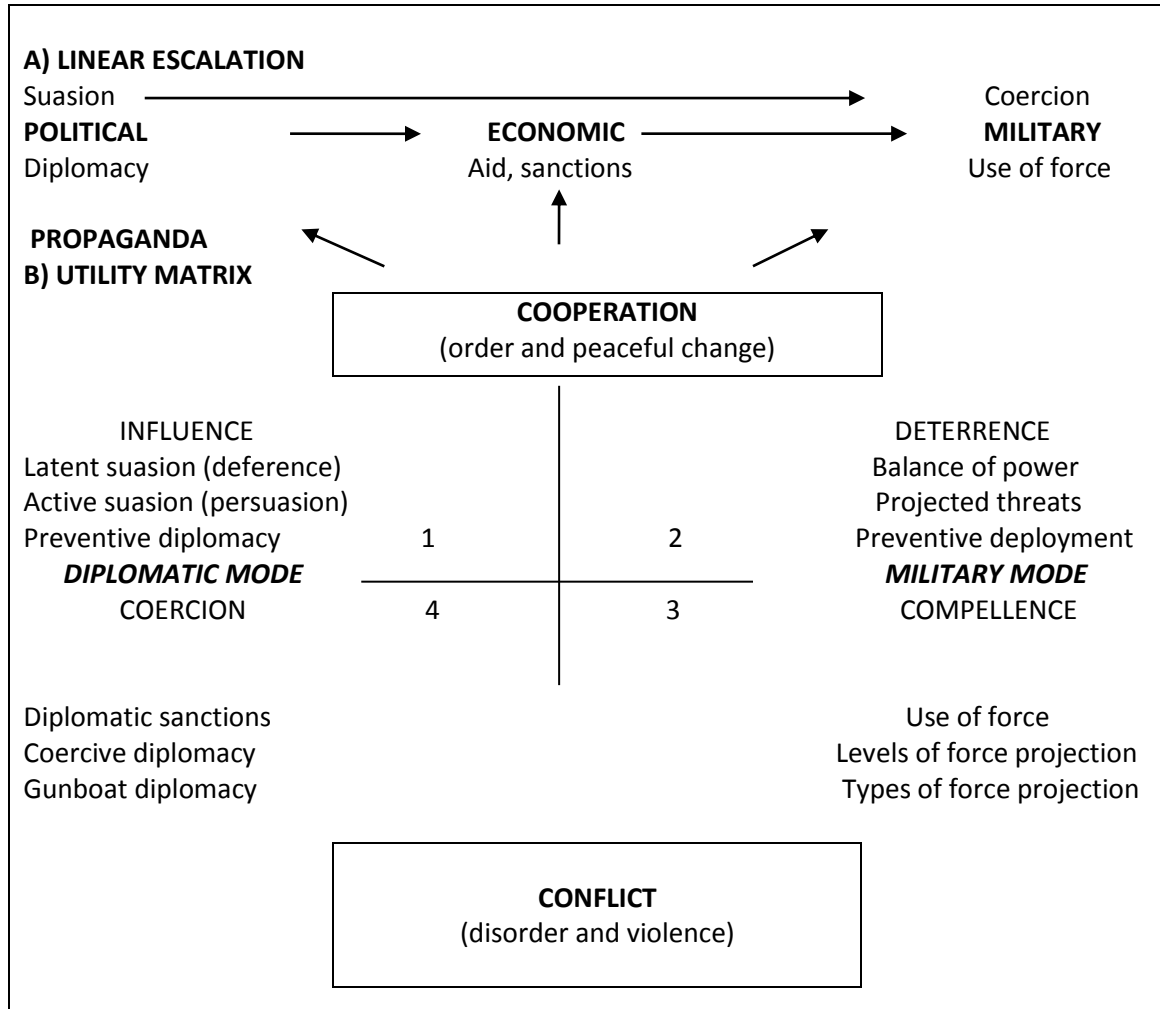 A) LINEAR ESCALATION
Suasion Coercion
POLITICAL ECONOMIC MILITARY
Diplomacy Aid, sanctions Use of force
PROPAGANDA
B) UTILITY MATRIX
COOPERATION
(order and peaceful change)
INFLUENCE DETERRENCE
Latent suasion (deference) Balance of power
Active suasion (persuasion) Projected threats
Preventive diplomacy 1 2 Preventive deployment
DIPLOMATIC MODE MILITARY MODE
COERCION 4 3 COMPELLENCE
Diplomatic sanctions Use of force
Coercive diplomacy Levels of force projection
Gunboat diplomacy Types of force projection
CONFLICT
(disorder and violence)